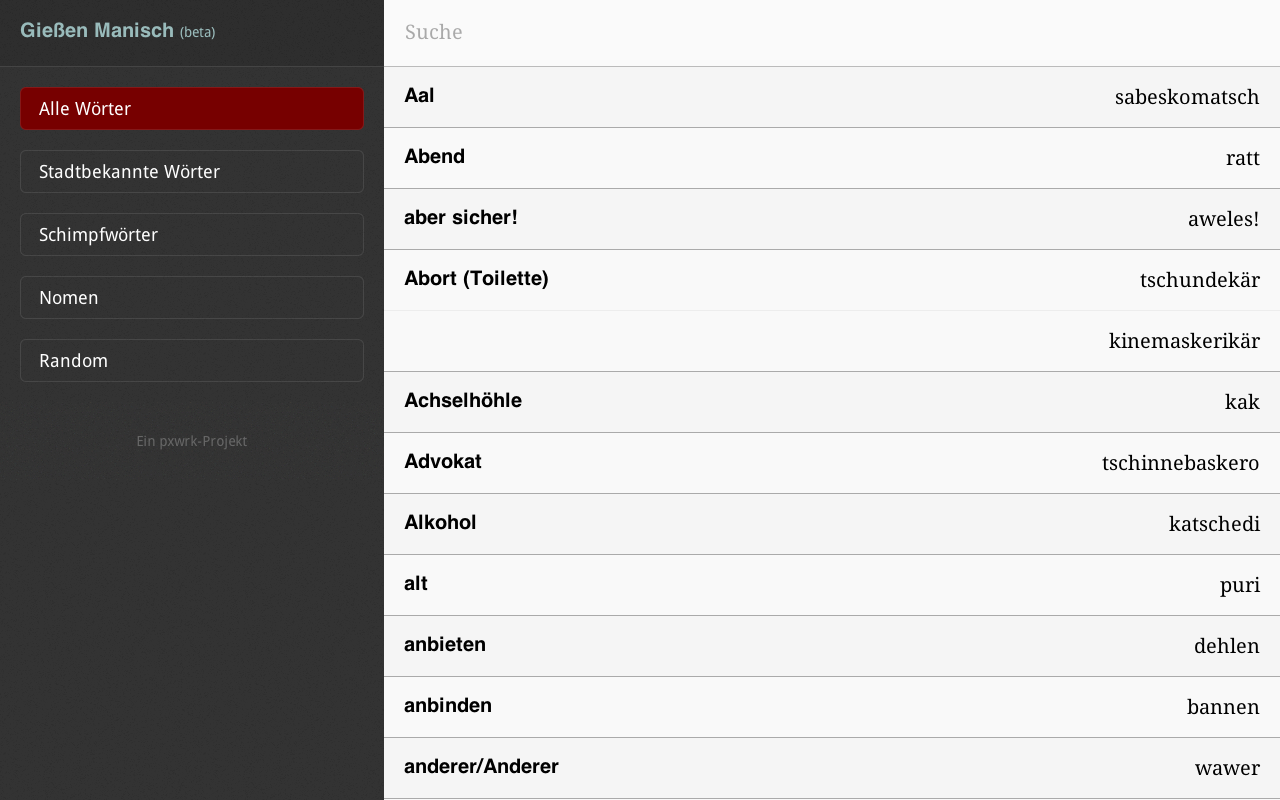 Gießen Manisch (beta)
Alle Wörter
Stadtbekannte Wörter
Schimpfwörter
Nomen
Random
Ein pxwrk-Projekt
Suche
Aal sabeskomatsch
Abend ratt
aber sicher! aweles!
Abort (Toilette) tschundekär
kinemaskerikär
Achselhöhle kak
Advokat tschinnebaskero
Alkohol katschedi
alt puri
anbieten dehlen
anbinden bannen
anderer/Anderer wawer